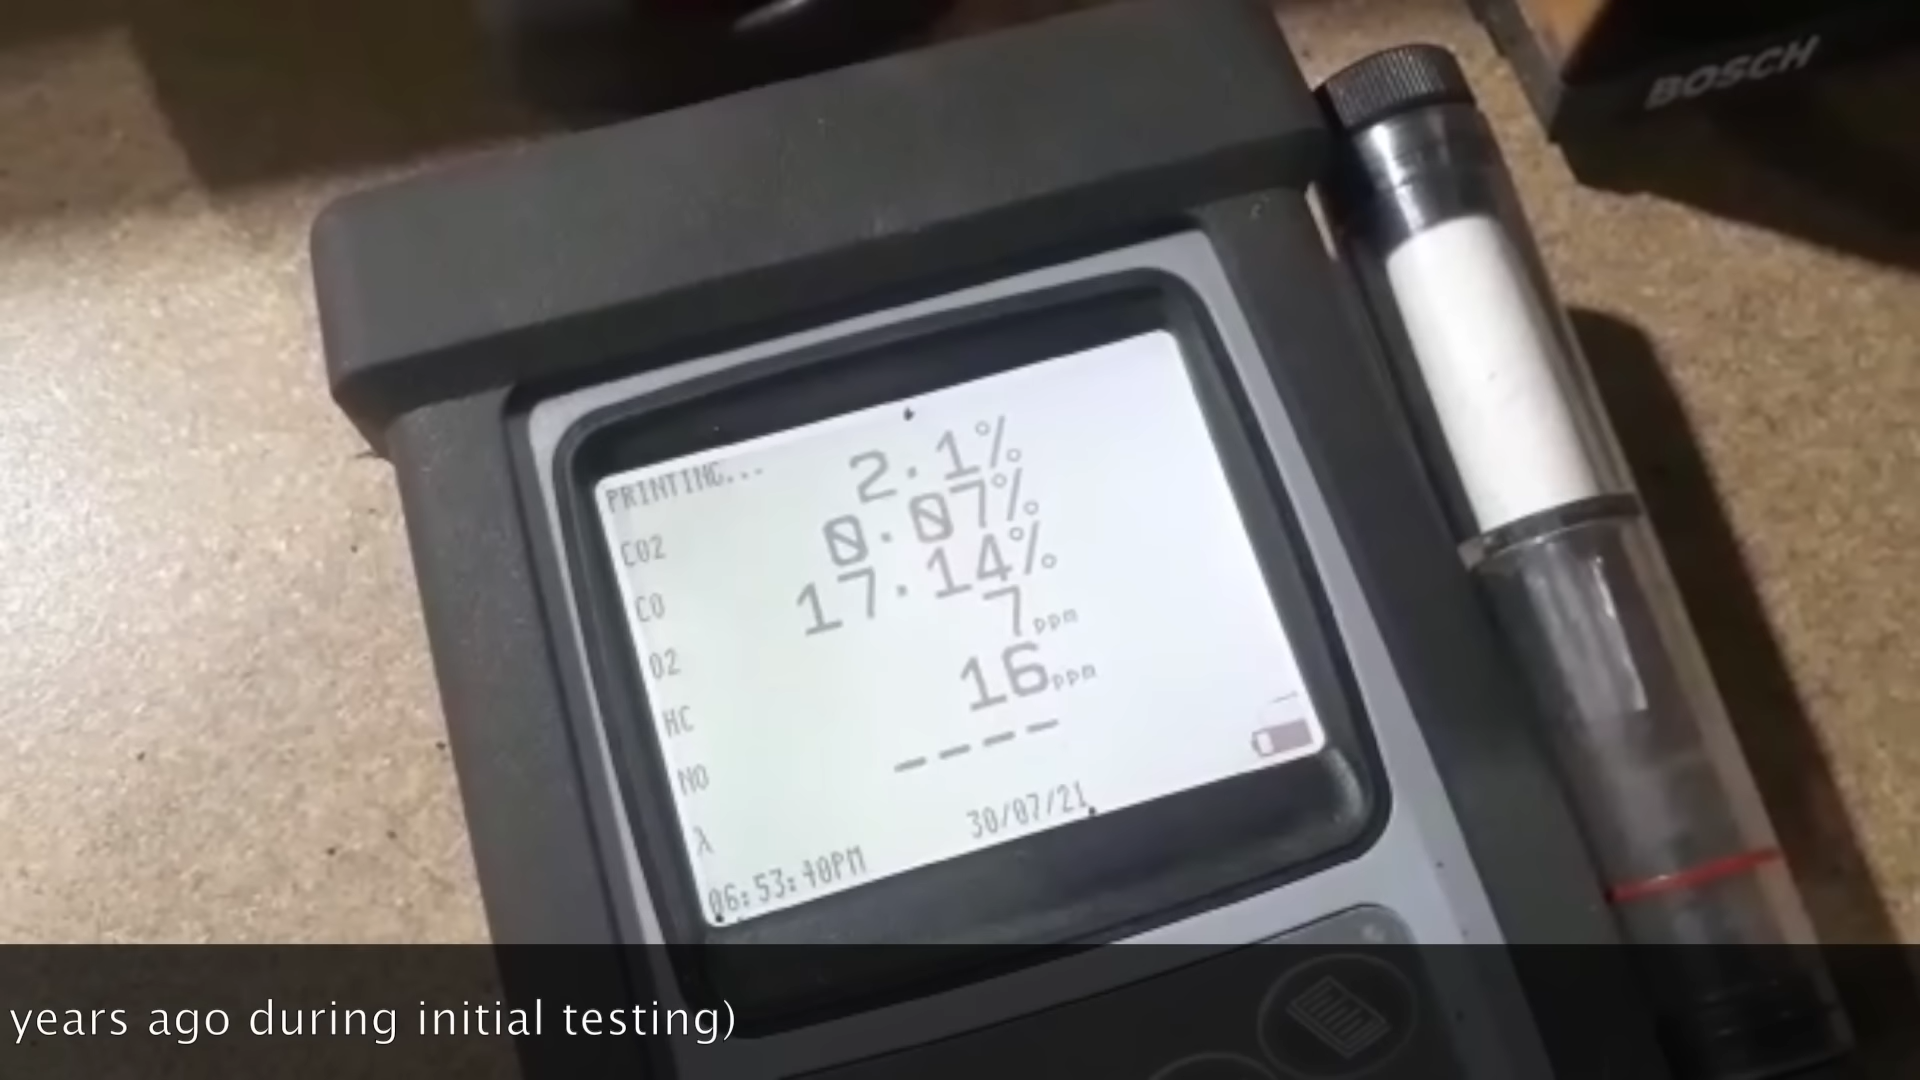 BOSCH
PRINTING...
CO2 2.1%
CO 0.07%
O2 17.14%
HC 7ppm
NO 16ppm
λ ----
06:53:40PM 30/07/21
years ago during initial testing)